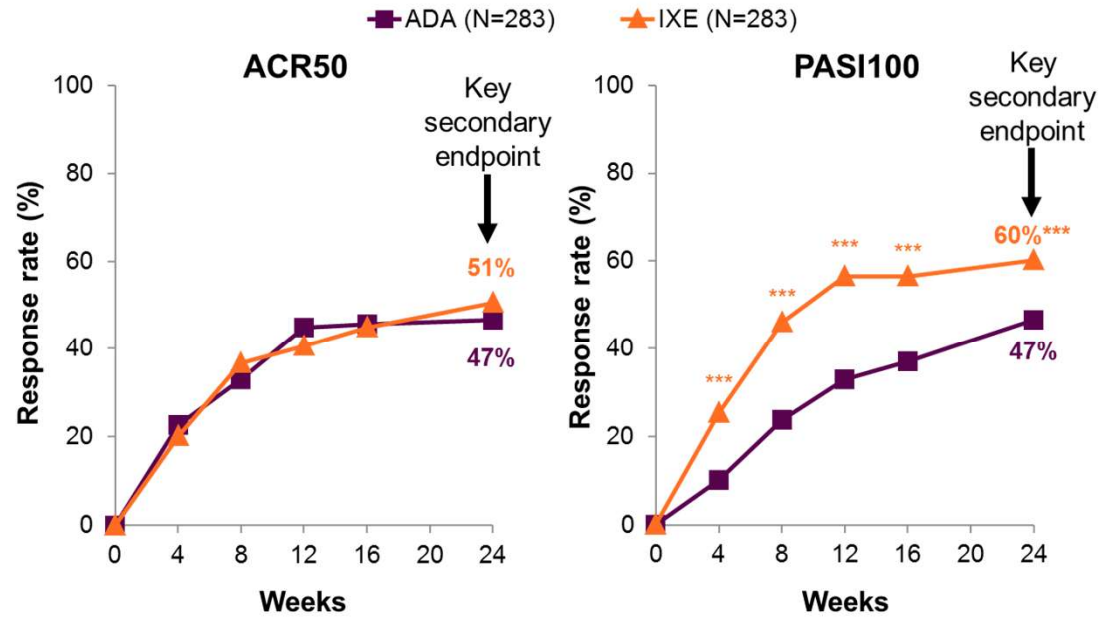 ADA (N=283) IXE (N=283)
ACR50
Key
secondary
endpoint
Response rate (%)
100
80
60
40
20
0
51%
47%
0 4 8 12 16 20 24
Weeks
PASI100
Key
secondary
endpoint
Response rate (%)
100
80
60
40
20
0
***
***
***
***
60%***
47%
0 4 8 12 16 20 24
Weeks